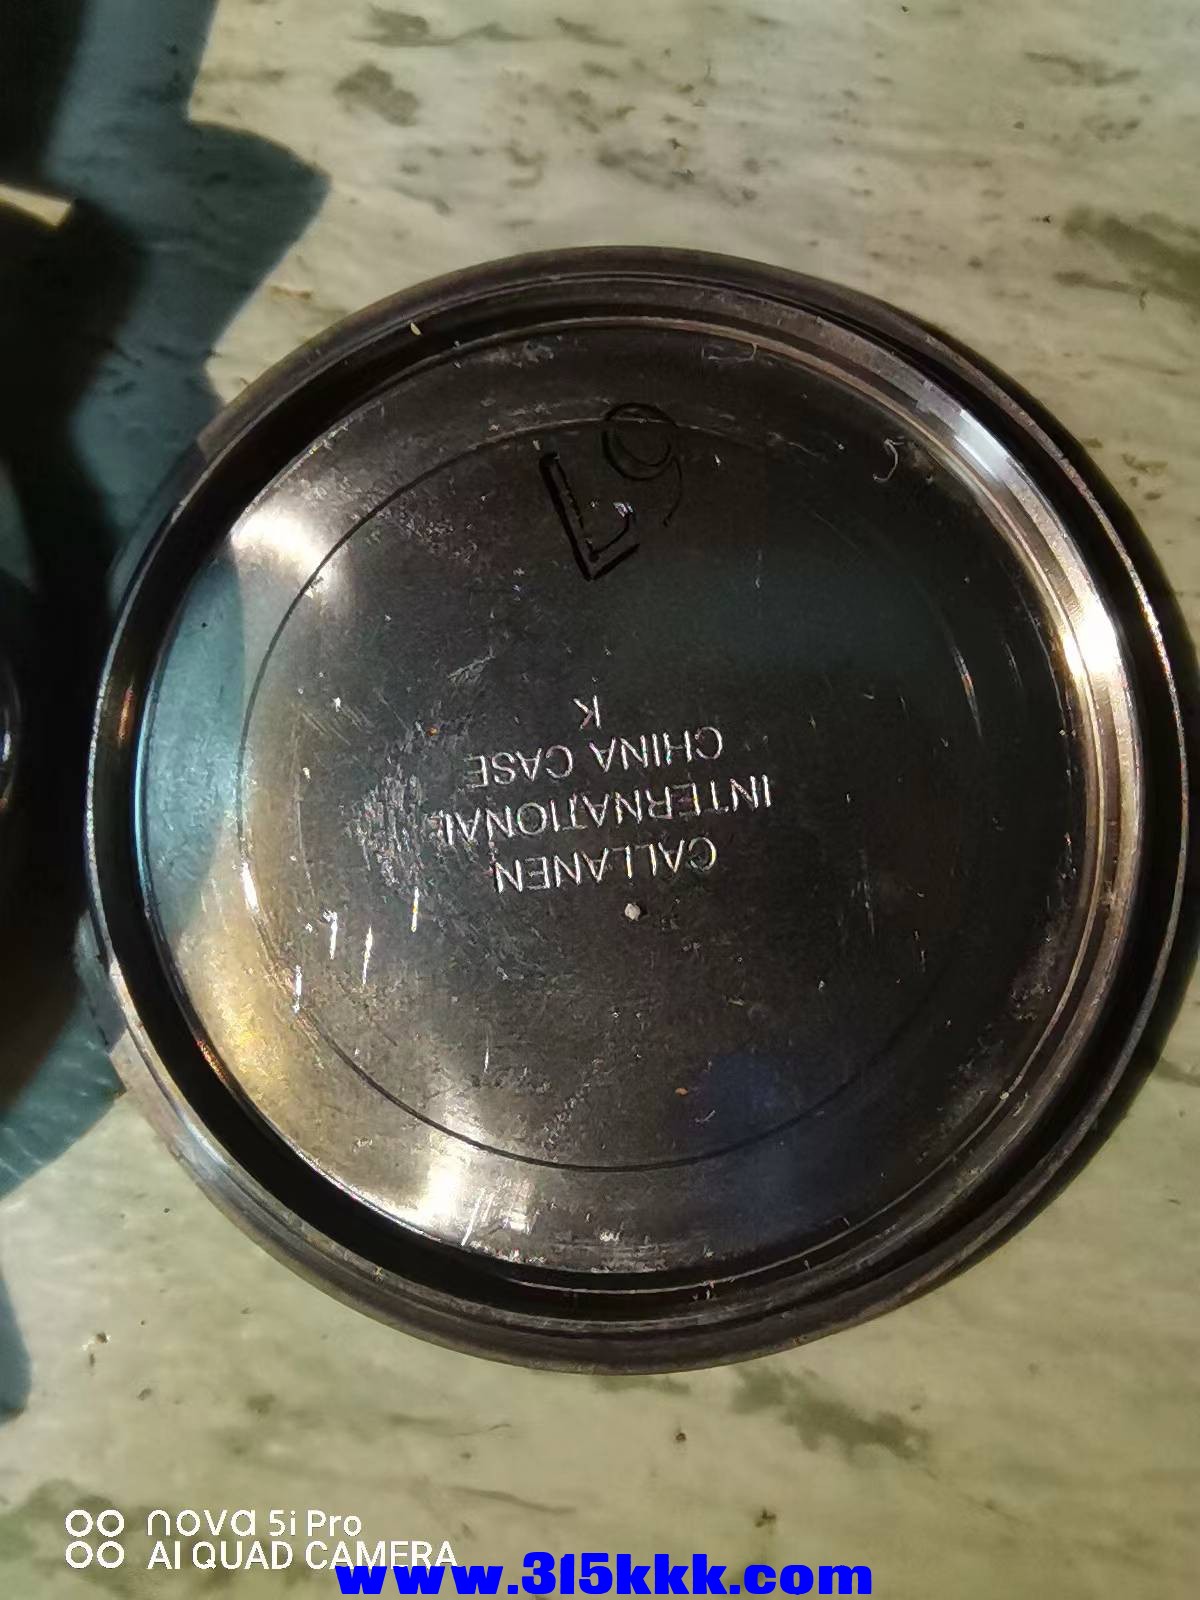 CALLANEN
INTERNATIONAL
CHINA CASE
K
nova 5i Pro
AI QUAD CAMERA
www.315kkk.com